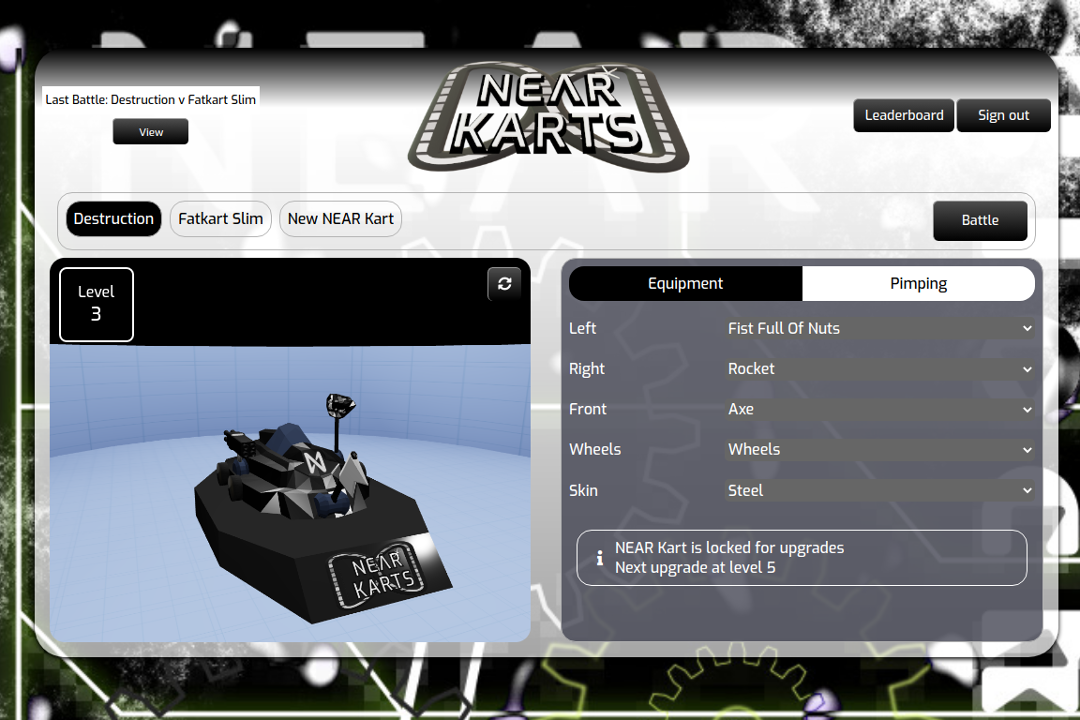 Last Battle: Destruction v Fatkart Slim
View
NEAR
KARTS
Leaderboard
Sign out
Destruction
Fatkart Slim
New NEAR Kart
Battle
Level
3
NEAR
KARTS
Equipment
Pimping
Left
Fist Full Of Nuts
Right
Rocket
Front
Axe
Wheels
Wheels
Skin
Steel
NEAR Kart is locked for upgrades
Next upgrade at level 5